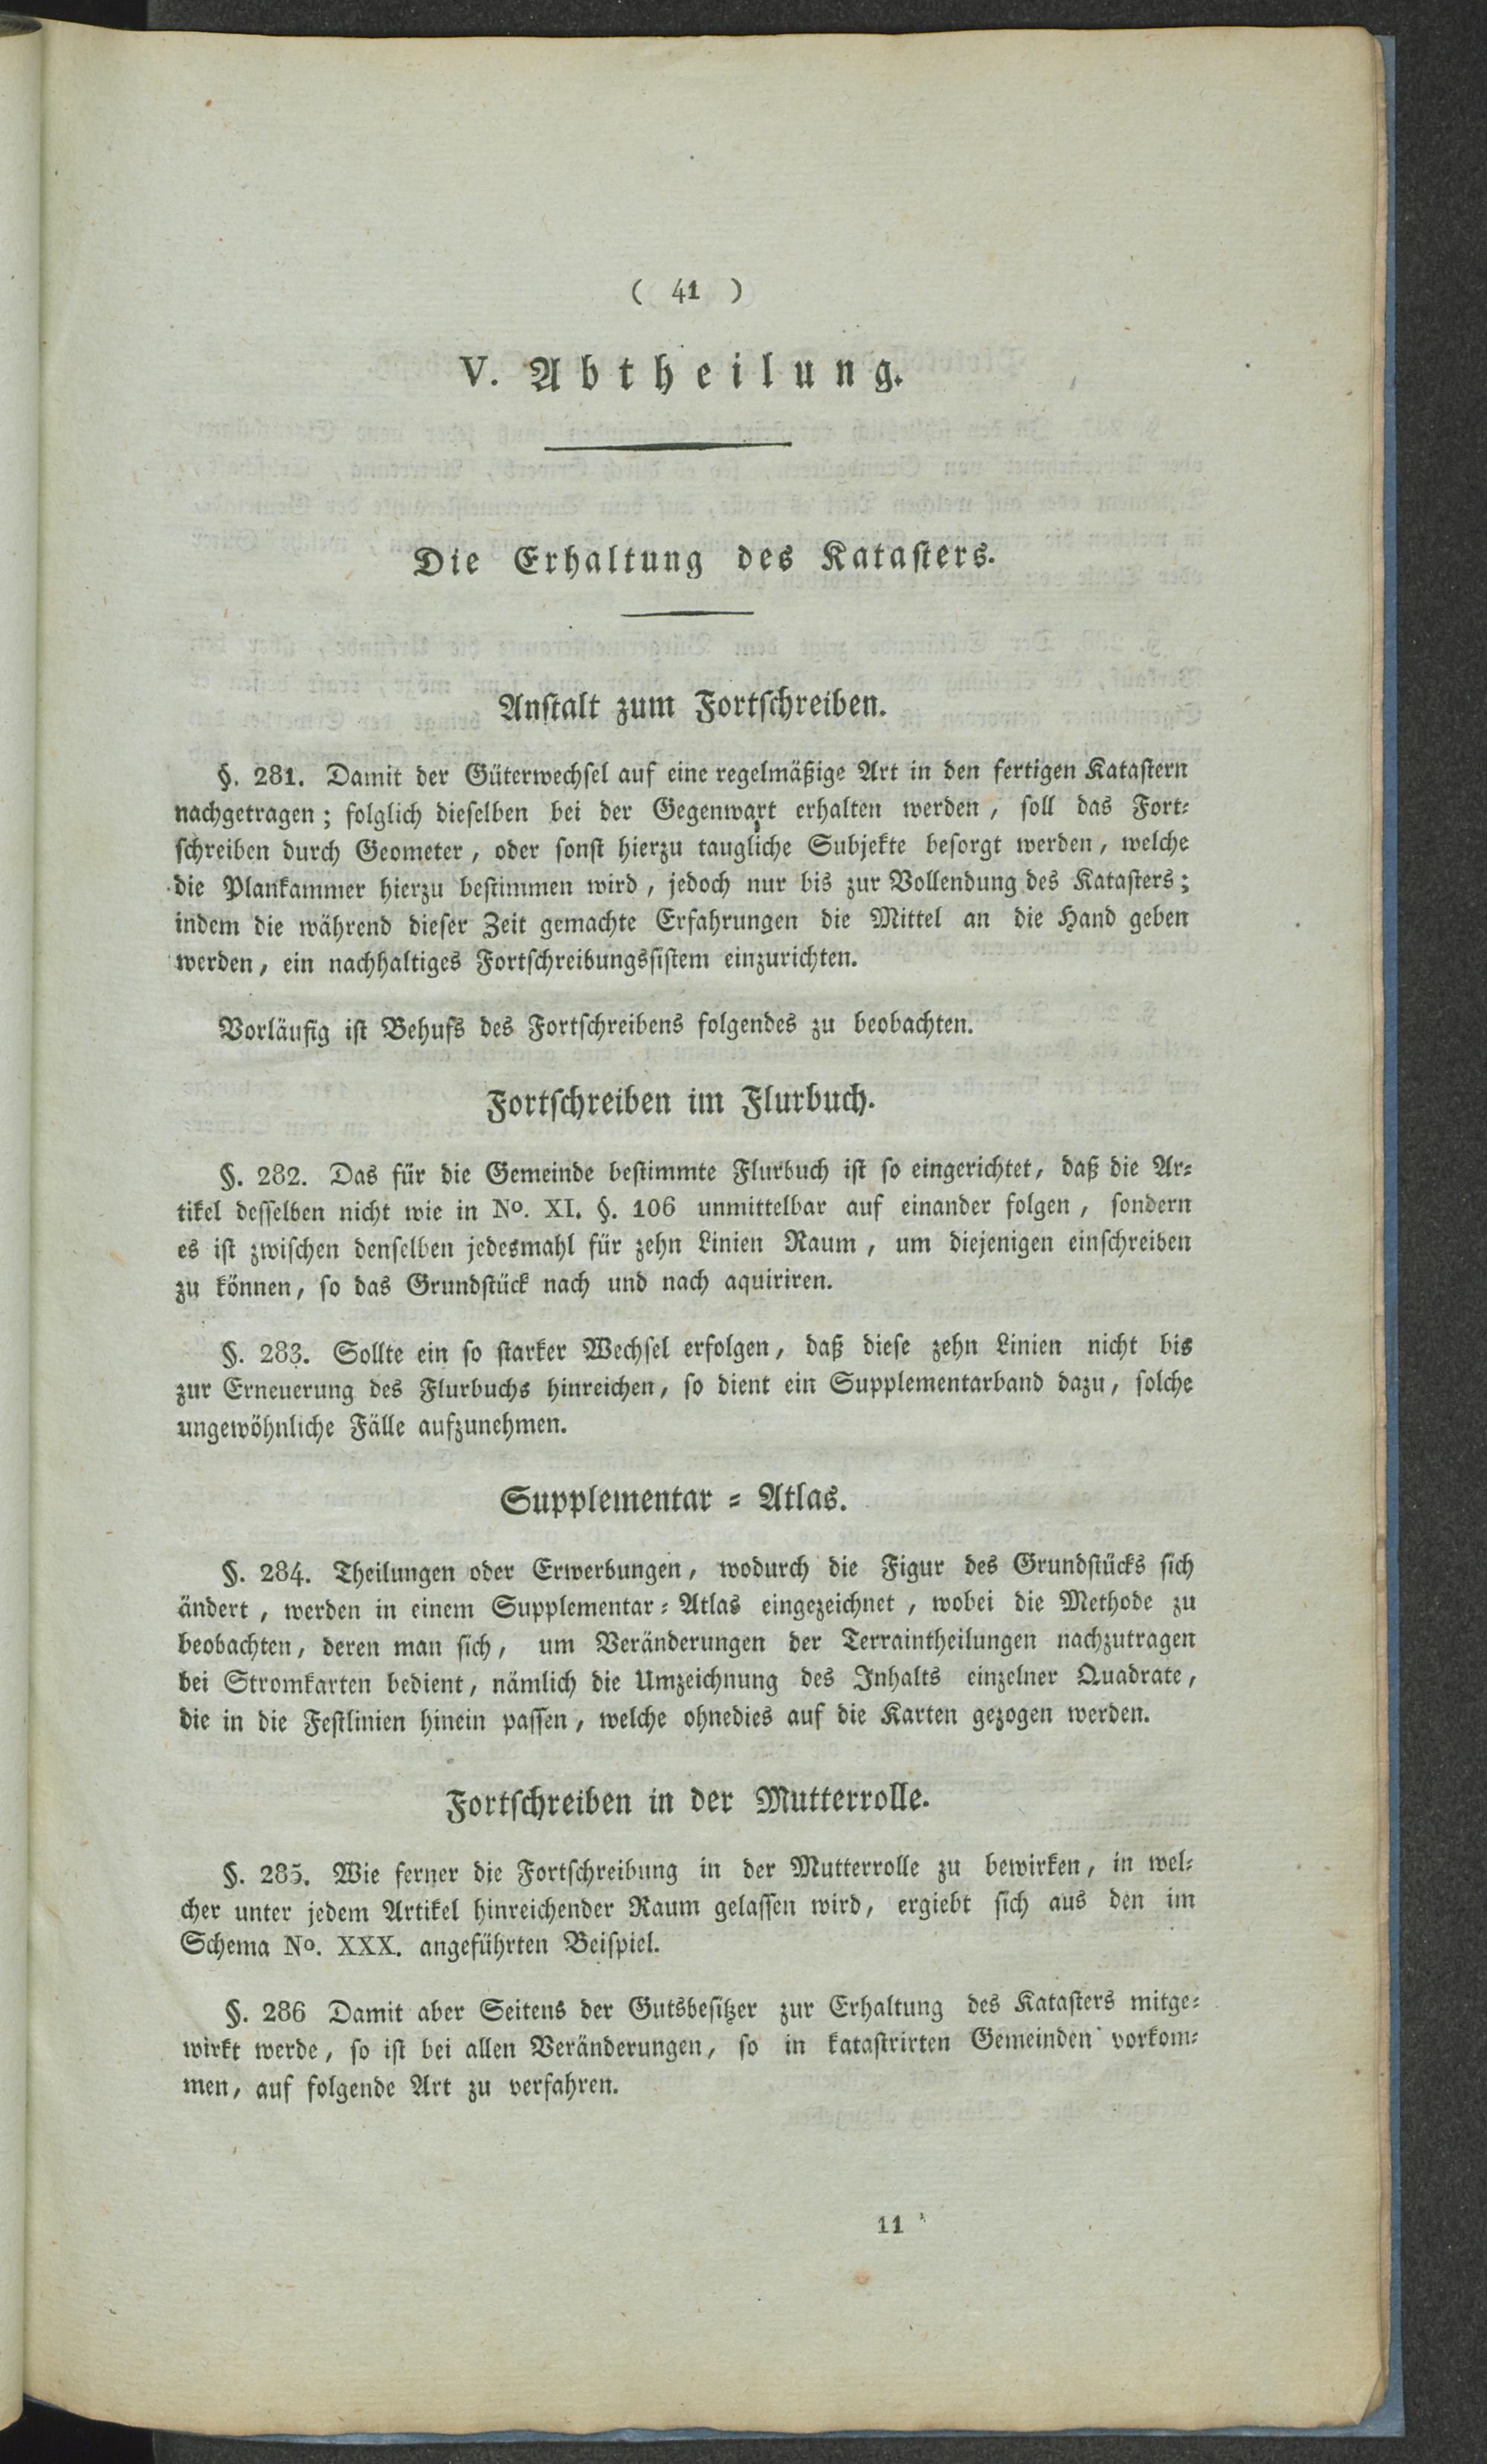 ( 41 )
V. Abtheilung.
Die Erhaltung des Katasters.
Anstalt zum Fortschreiben.
§. 281. Damit der Güterwechsel auf eine regelmäßige Art in den fertigen Katastern
nachgetragen; folglich dieselben bei der Gegenwart erhalten werden, soll das Fort-
schreiben durch Geometer, oder sonst hierzu taugliche Subjekte besorgt werden, welche
die Plankammer hierzu bestimmen wird, jedoch nur bis zur Vollendung des Katasters;
indem die während dieser Zeit gemachte Erfahrungen die Mittel an die Hand geben
werden, ein nachhaltiges Fortschreibungssistem einzurichten.
Vorläufig ist Behufs des Fortschreibens folgendes zu beobachten.
Fortschreiben im Flurbuch.
§. 282. Das für die Gemeinde bestimmte Flurbuch ist so eingerichtet, daß die Ar-
tikel desselben nicht wie in No. XI. §. 106 unmittelbar auf einander folgen, sondern
es ist zwischen denselben jedesmahl für zehn Linien Raum, um diejenigen einschreiben
zu können, so das Grundstück nach und nach aquiriren.
§. 283. Sollte ein so starker Wechsel erfolgen, daß diese zehn Linien nicht bis
zur Erneuerung des Flurbuchs hinreichen, so dient ein Supplementarband dazu, solche
ungewöhnliche Fälle aufzunehmen.
Supplementar-Atlas.
§. 284. Theilungen oder Erwerbungen, wodurch die Figur des Grundstücks sich
ändert, werden in einem Supplementar-Atlas eingezeichnet, wobei die Methode zu
beobachten, deren man sich, um Veränderungen der Terraintheilungen nachzutragen
bei Stromkarten bedient, nämlich die Umzeichnung des Inhalts einzelner Quadrate,
die in die Festlinien hinein passen, welche ohnedies auf die Karten gezogen werden.
Fortschreiben in der Mutterrolle.
§. 285. Wie ferner die Fortschreibung in der Mutterrolle zu bewirken, in wel-
cher unter jedem Artikel hinreichender Raum gelassen wird, ergiebt sich aus den im
Schema No. XXX. angeführten Beispiel.
§. 286 Damit aber Seitens der Gutsbesitzer zur Erhaltung des Katasters mitge-
wirkt werde, so ist bei allen Veränderungen, so in katastrirten Gemeinden vorkom-
men, auf folgende Art zu verfahren.
11